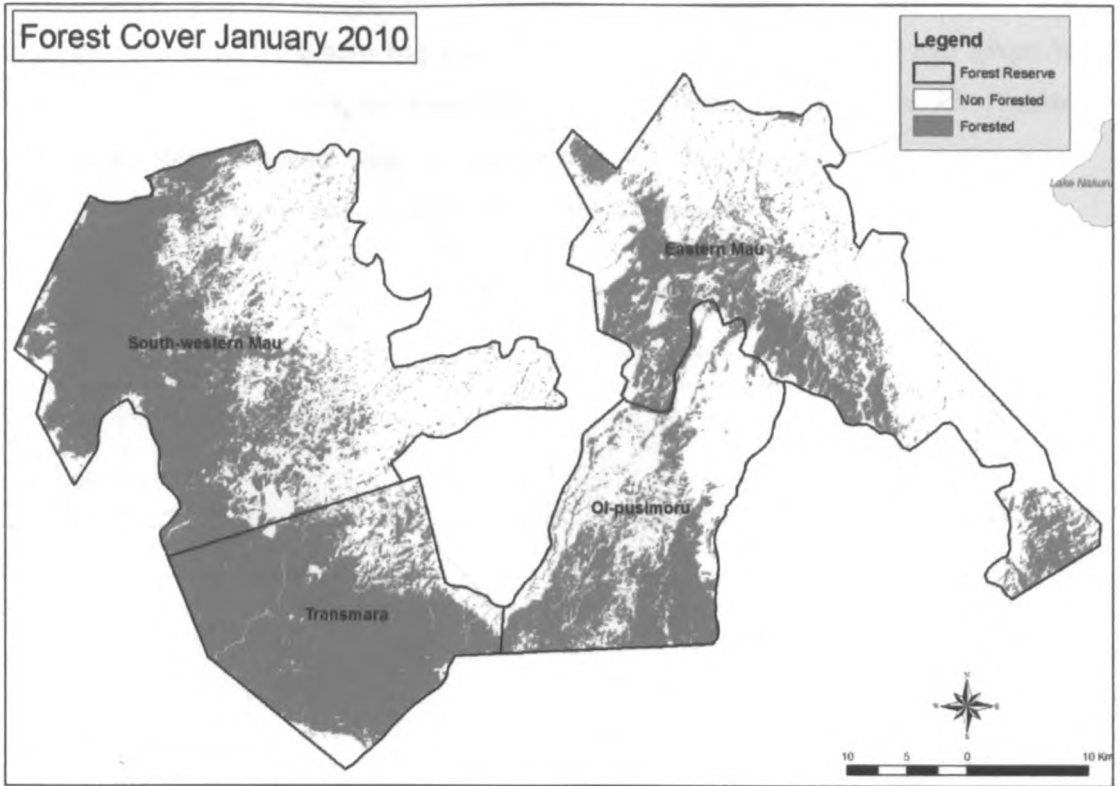 Forest Cover January 2010
Legend
Forest Reserve
Non Forested
Forested
Lake Nakuru
Eastern Mau
South-western Mau
Ol-pusimoru
Transmara
N
E
S
10 5 0 10 Km